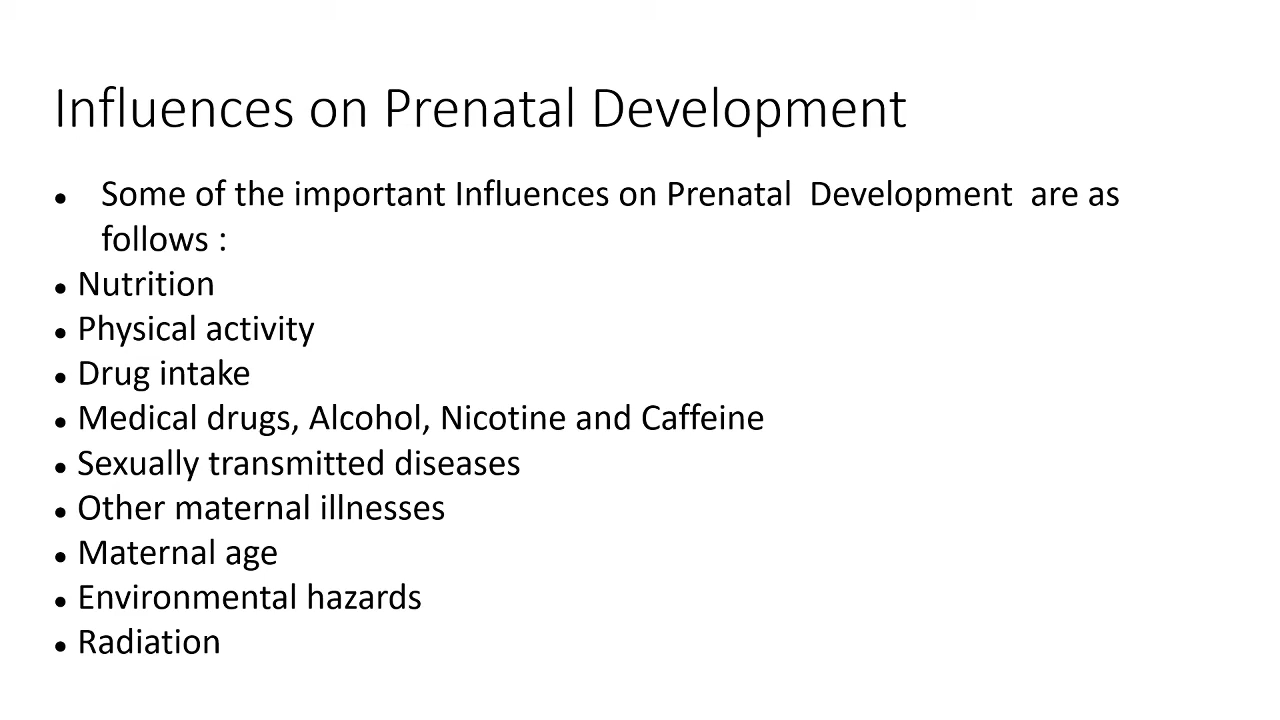 Influences on Prenatal Development
• Some of the important Influences on Prenatal  Development  are as
follows :
• Nutrition
• Physical activity
• Drug intake
• Medical drugs, Alcohol, Nicotine and Caffeine
• Sexually transmitted diseases
• Other maternal illnesses
• Maternal age
• Environmental hazards
• Radiation